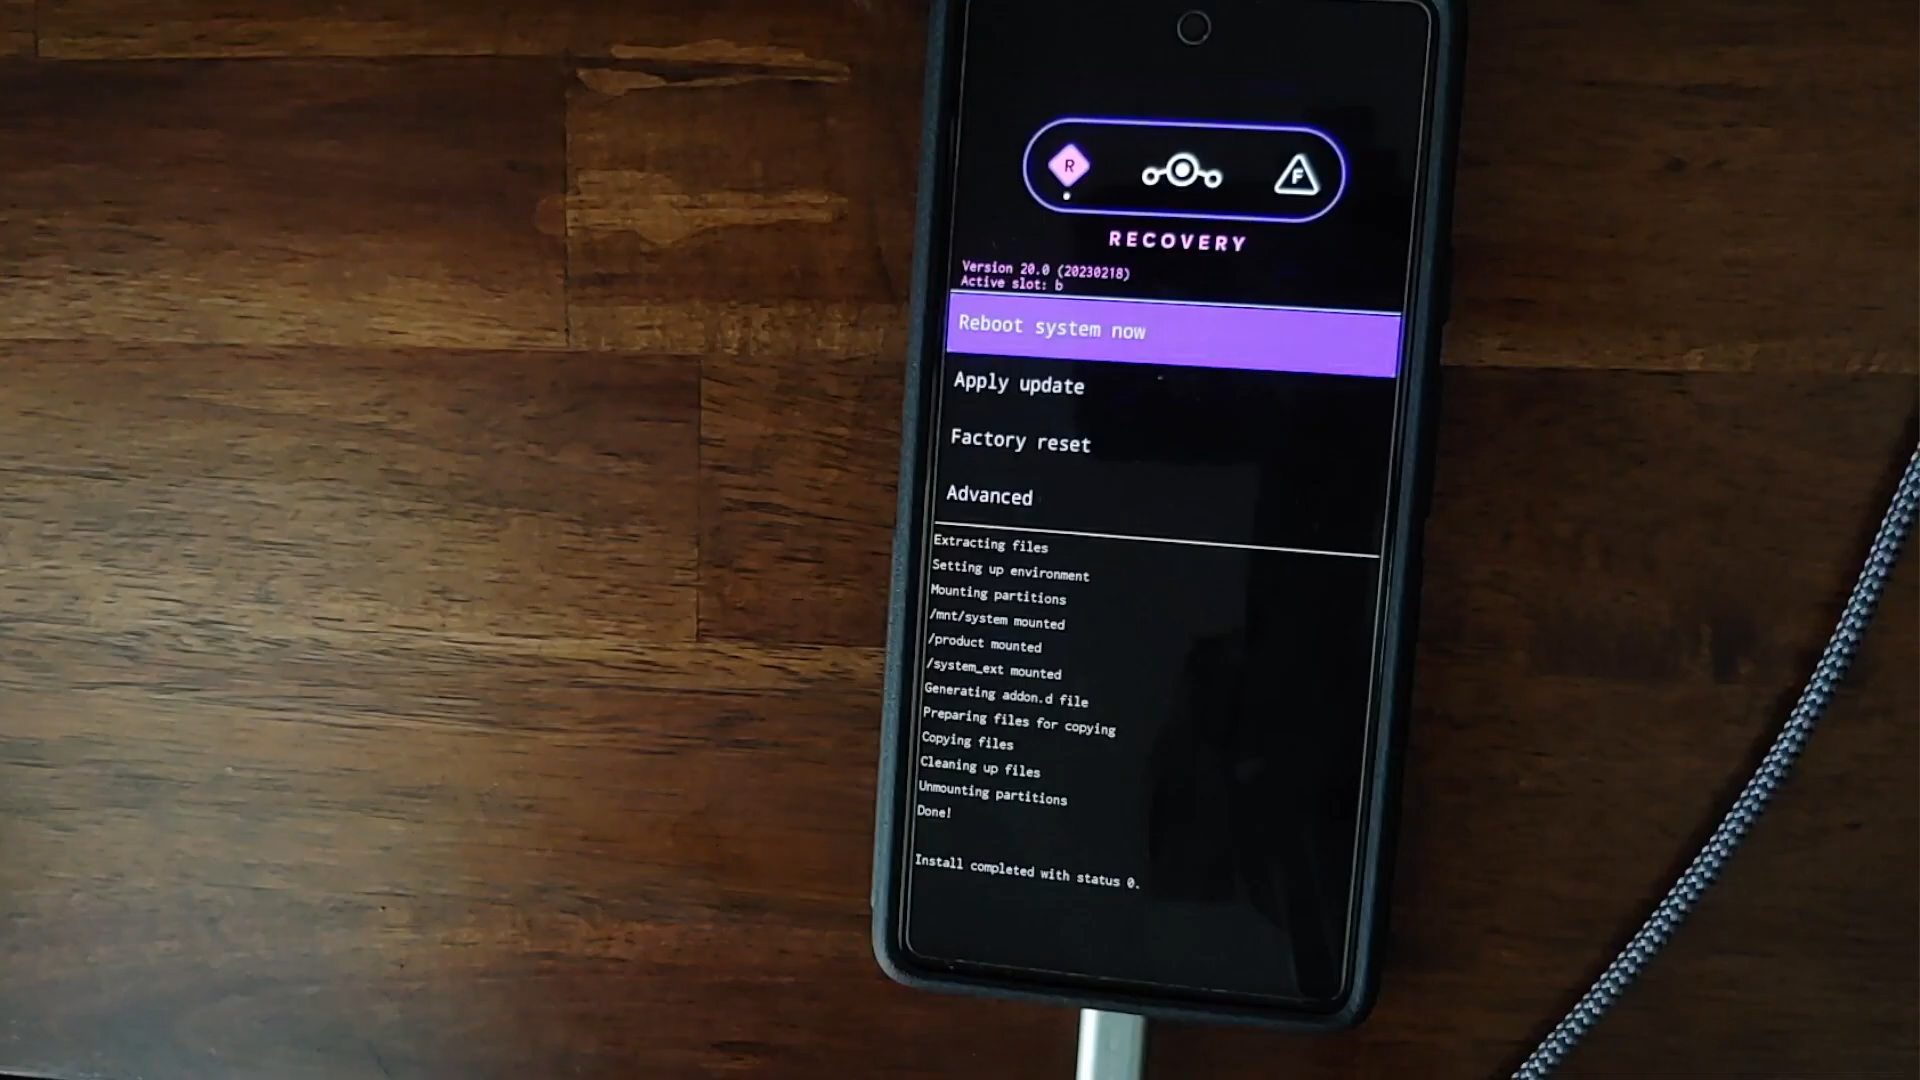 R
F
RECOVERY
Version 20.0 (20230218)
Active slot: b
Reboot system now
Apply update
Factory reset
Advanced
Extracting files
Setting up environment
Mounting partitions
/mnt/system mounted
/product mounted
/system_ext mounted
Generating addon.d file
Preparing files for copying
Copying files
Cleaning up files
Unmounting partitions
Done!
Install completed with status 0.